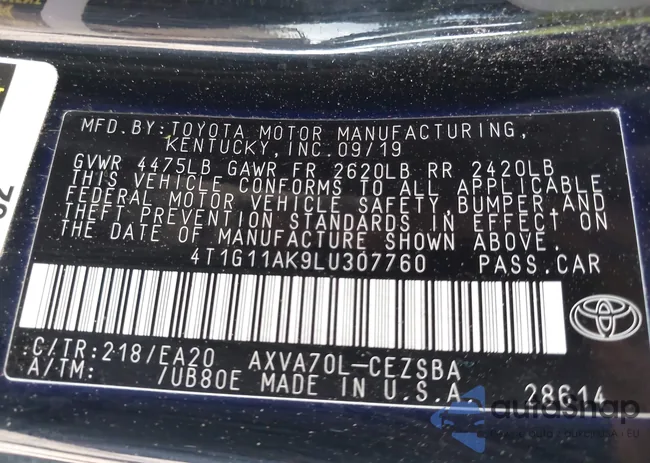 MFD.BY:TOYOTA MOTOR MANUFACTURING,
KENTUCKY,INC.09/19
GVWR 4475LB GAWR FR 2620LB RR 2420LB
THIS VEHICLE CONFORMS TO ALL APPLICABLE
FEDERAL MOTOR VEHICLE SAFETY,BUMPER,AND
THEFT PREVENTION STANDARDS IN EFFECT ON
THE DATE OF MANUFACTURE SHOWN ABOVE.
4T1G11AK9LU307760 PASS.CAR
C/TR:218/EA20 AXVA70L-CEZSBA
A/TM: /UB80E MADE IN U.S.A. 28614
autoshop